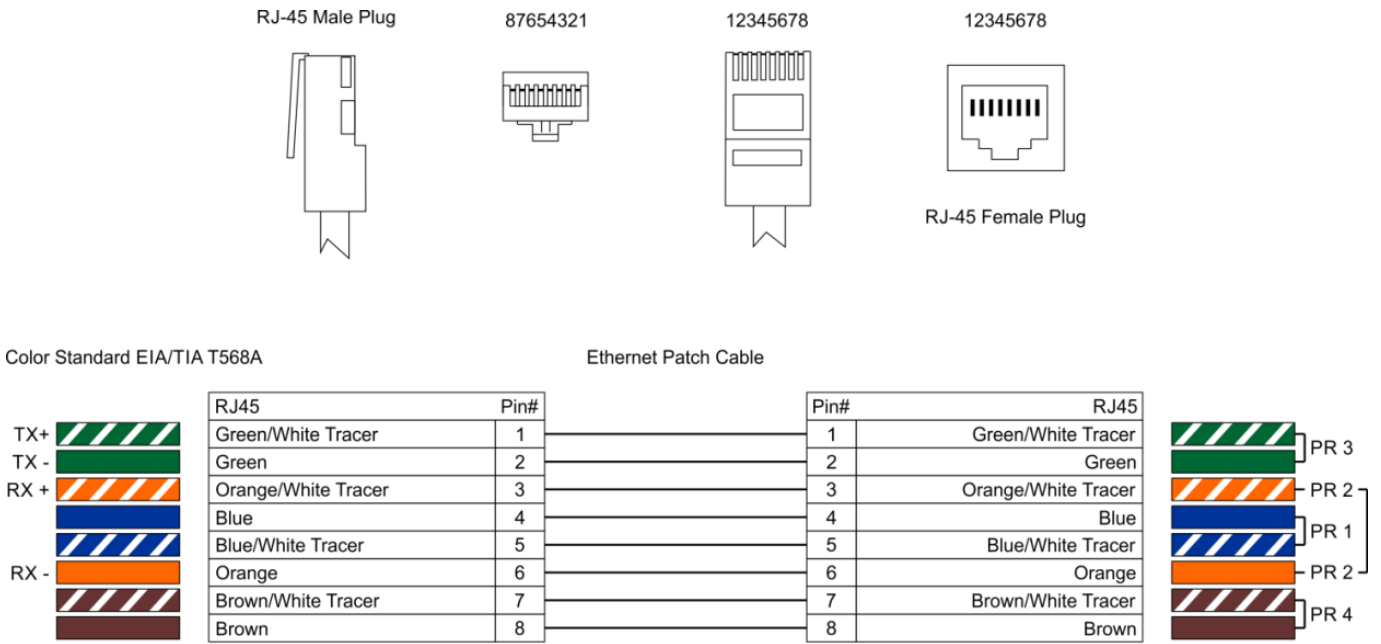 RJ-45 Male Plug
87654321
12345678
12345678
RJ-45 Female Plug
Color Standard EIA/TIA T568A
Ethernet Patch Cable
RJ45 Pin# Pin# RJ45
TX+ Green/White Tracer 1 1 Green/White Tracer
PR 3
TX - Green 2 2 Green
RX + Orange/White Tracer 3 3 Orange/White Tracer PR 2
Blue 4 4 Blue
PR 1
Blue/White Tracer 5 5 Blue/White Tracer
RX - Orange 6 6 Orange PR 2
Brown/White Tracer 7 7 Brown/White Tracer
PR 4
Brown 8 8 Brown